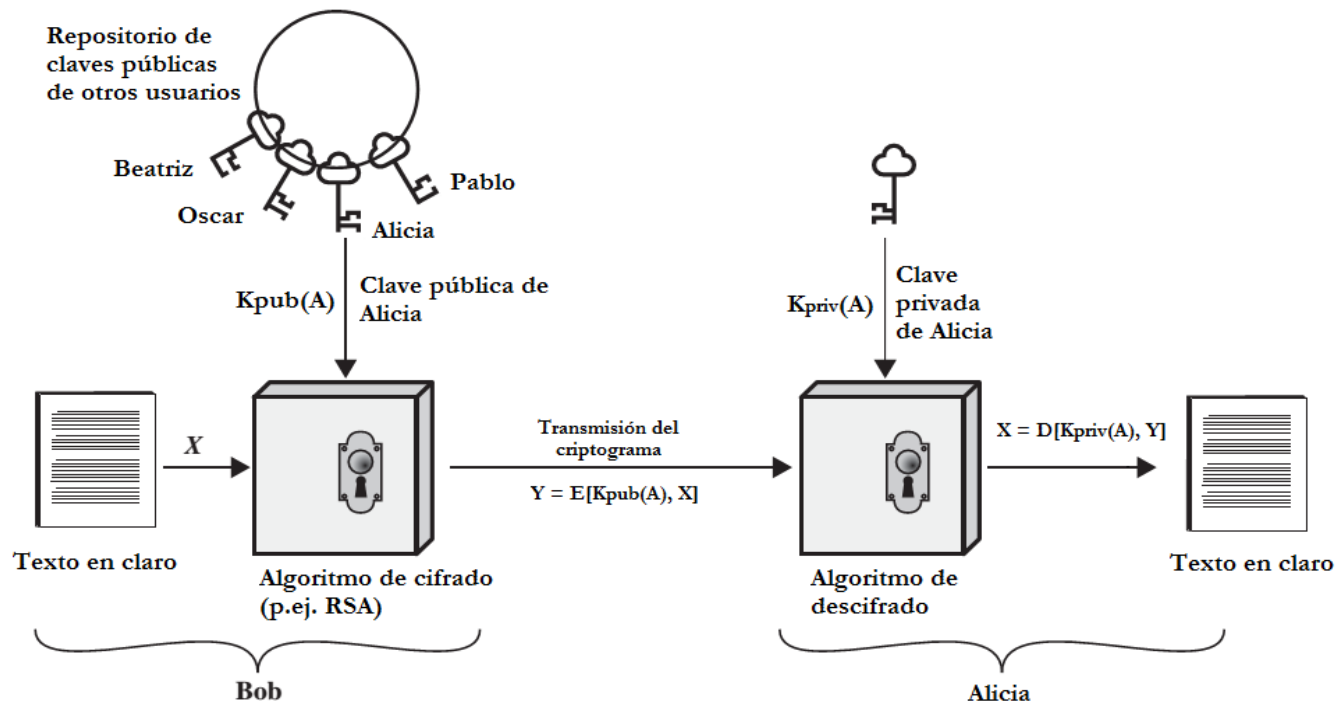 Repositorio de
claves públicas
de otros usuarios
Beatriz
Oscar
Alicia
Pablo
Kpub(A)
Clave pública de
Alicia
Kpriv(A)
Clave
privada
de Alicia
X
Transmisión del
criptograma
Y = E[Kpub(A), X]
X = D[Kpriv(A), Y]
Texto en claro
Algoritmo de cifrado
(p.ej. RSA)
Algoritmo de
descifrado
Texto en claro
Bob
Alicia